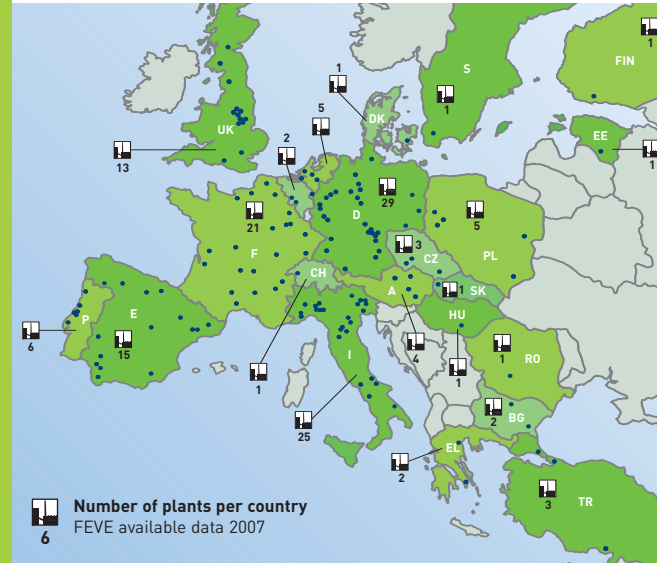 1
FIN
1
S
1
DK
5
2
UK
13
EE
1
29
D
21
5
PL
F
3
CZ
CH
A
1
SK
HU
P
E
6
15
4
1
RO
1
I
1
25
2
BG
EL
2
3
TR
Number of plants per country
FEVE available data 2007
6